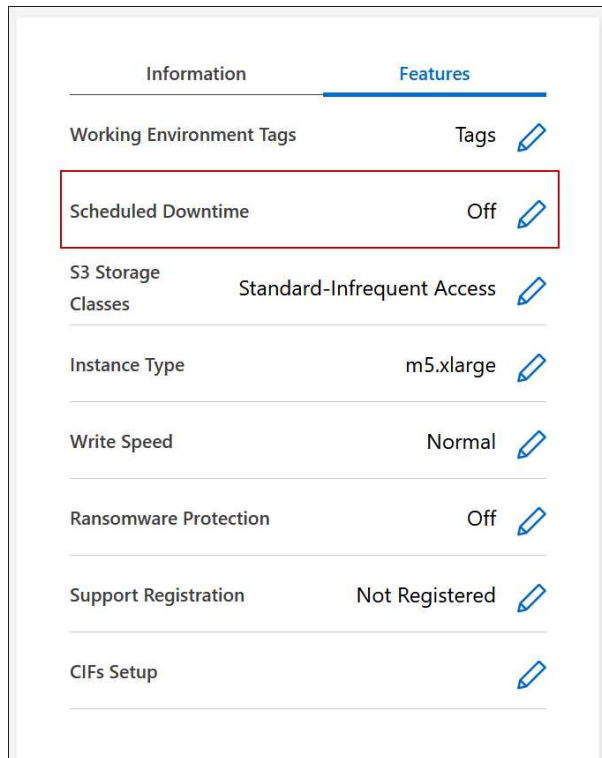 Information Features
Working Environment Tags Tags
Scheduled Downtime Off
S3 Storage
Classes Standard-Infrequent Access
Instance Type m5.xlarge
Write Speed Normal
Ransomware Protection Off
Support Registration Not Registered
CIFs Setup